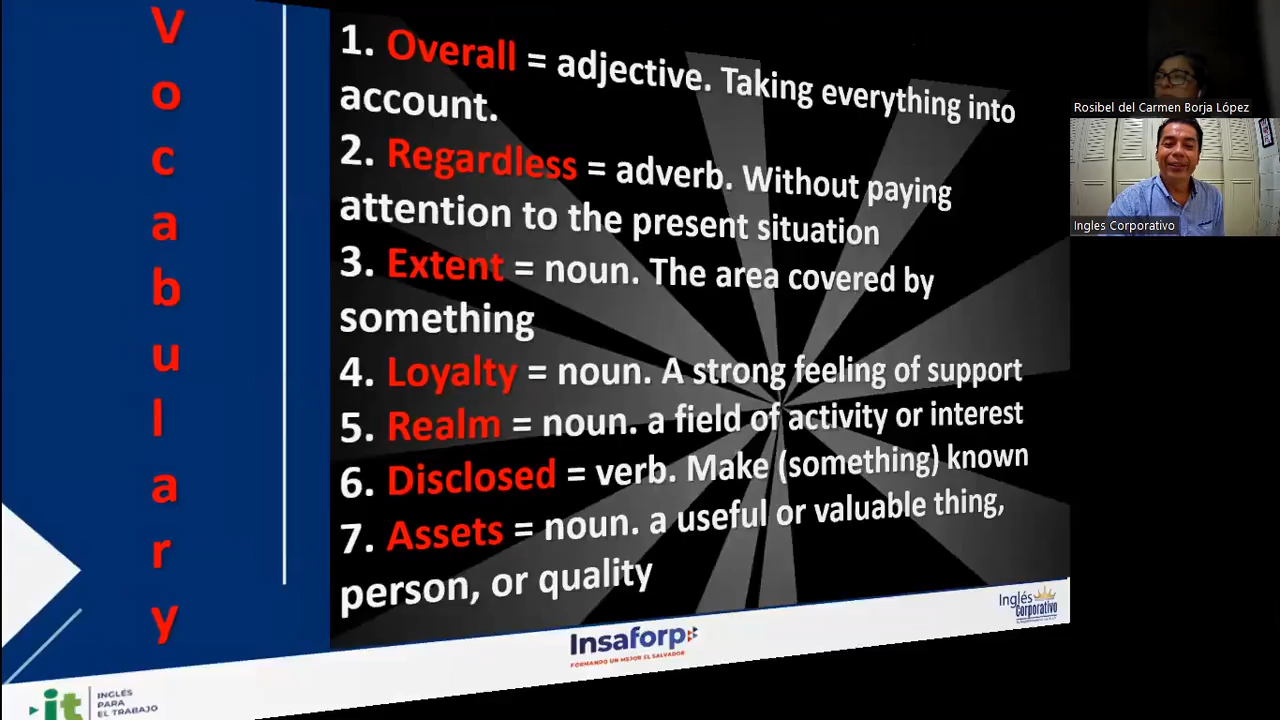 Vocabulary
1. Overall = adjective. Taking everything into
account.
2. Regardless = adverb. Without paying
attention to the present situation
3. Extent = noun. The area covered by
something
4. Loyalty = noun. A strong feeling of support
5. Realm = noun. a field of activity or interest
6. Disclosed = verb. Make (something) known
7. Assets = noun. a useful or valuable thing,
person, or quality
Rosibel del Carmen Borja López
Ingles Corporativo
Inglés
Corporativo
Insaforp
FORMANDO UN MEJOR EL SALVADOR
it
INGLÉS
PARA
EL TRABAJO